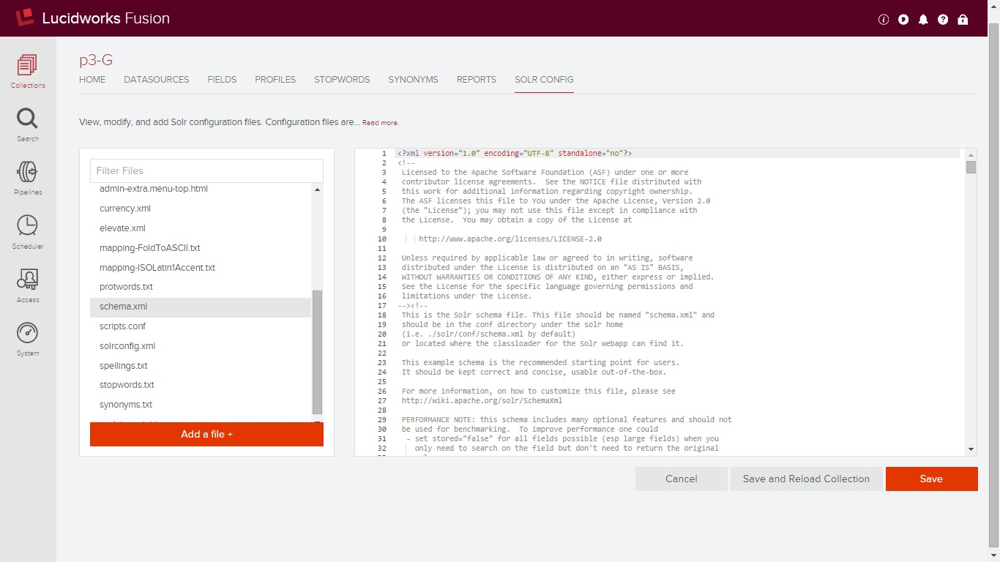 Lucidworks Fusion
Collections
Search
Pipelines
Scheduler
Access
System
p3-G
HOME DATASOURCES FIELDS PROFILES STOPWORDS SYNONYMS REPORTS SOLR CONFIG
View, modify, and add Solr configuration files. Configuration files are... Read more.
Filter Files
admin-extra.menu-top.html
currency.xml
elevate.xml
mapping-FoldToASCII.txt
mapping-ISOLatin1Accent.txt
protwords.txt
schema.xml
scripts.conf
solrconfig.xml
spellings.txt
stopwords.txt
synonyms.txt
Add a file +
1 <?xml version="1.0" encoding="UTF-8" standalone="no"?>
2 <!--
3 Licensed to the Apache Software Foundation (ASF) under one or more
4 contributor license agreements.  See the NOTICE file distributed with
5 this work for additional information regarding copyright ownership.
6 The ASF licenses this file to You under the Apache License, Version 2.0
7 (the "License"); you may not use this file except in compliance with
8 the License.  You may obtain a copy of the License at
9
10 http://www.apache.org/licenses/LICENSE-2.0
11
12 Unless required by applicable law or agreed to in writing, software
13 distributed under the License is distributed on an "AS IS" BASIS,
14 WITHOUT WARRANTIES OR CONDITIONS OF ANY KIND, either express or implied.
15 See the License for the specific language governing permissions and
16 limitations under the License.
17 --><!--
18 This is the Solr schema file. This file should be named "schema.xml" and
19 should be in the conf directory under the solr home
20 (i.e. ./solr/conf/schema.xml by default)
21 or located where the classloader for the Solr webapp can find it.
22
23 This example schema is the recommended starting point for users.
24 It should be kept correct and concise, usable out-of-the-box.
25
26 For more information, on how to customize this file, please see
27 http://wiki.apache.org/solr/SchemaXml
28
29 PERFORMANCE NOTE: this schema includes many optional features and should not
30 be used for benchmarking.  To improve performance one could
31 - set stored="false" for all fields possible (esp large fields) when you
32 only need to search on the field but don't need to return the original
Cancel
Save and Reload Collection
Save